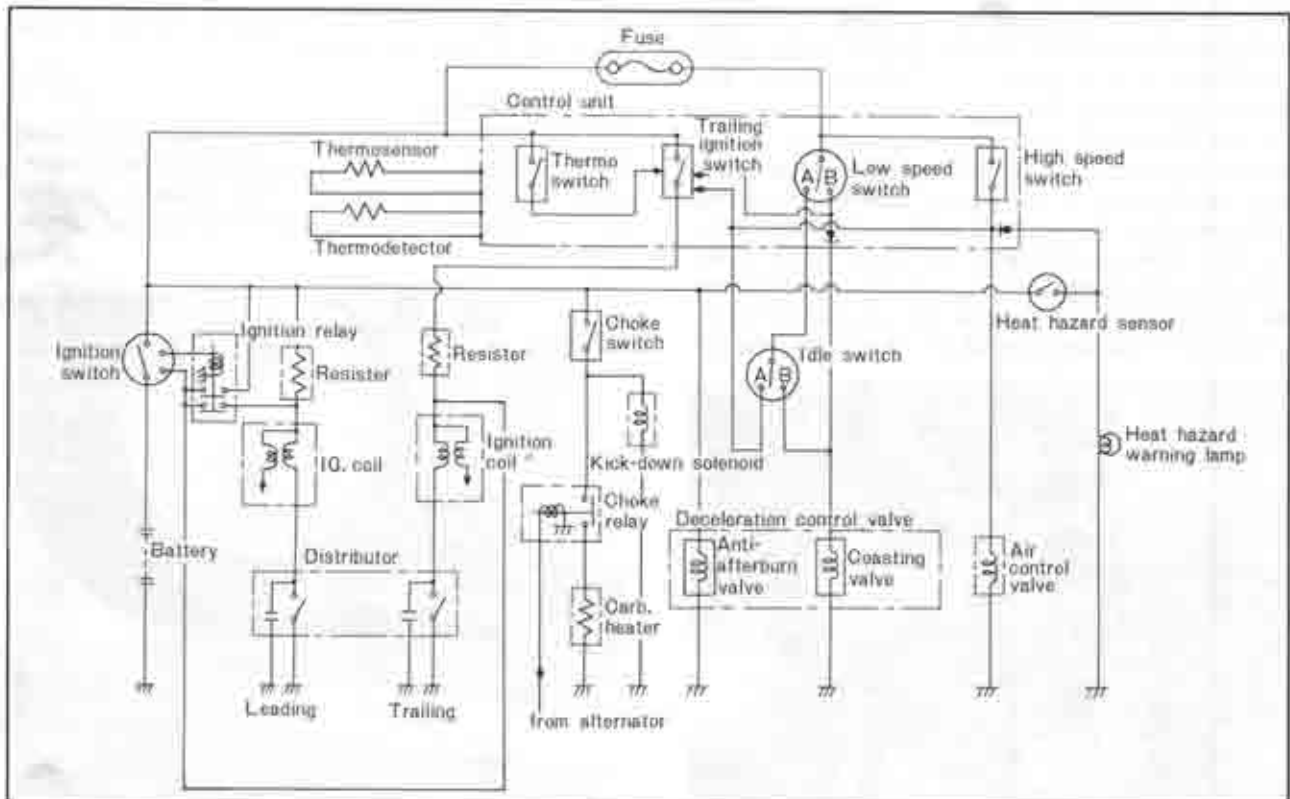 Fuse
Control unit
Thermosensor
Thermo
switch
Trailing
ignition
switch
A B
Low speed
switch
High speed
switch
Thermodetector
Heat hazard sensor
Ignition
switch
Ignition relay
Resister
Resister
Choke
switch
Idle switch
A B
IG. coil
Ignition
coil
Kick-down solenoid
Heat hazard
warning lamp
Choke
relay
Deceleration control valve
Battery
Distributor
Anti-
afterburn
valve
Coasting
valve
Air
control
valve
Carb.
heater
Leading
Trailing
from alternator